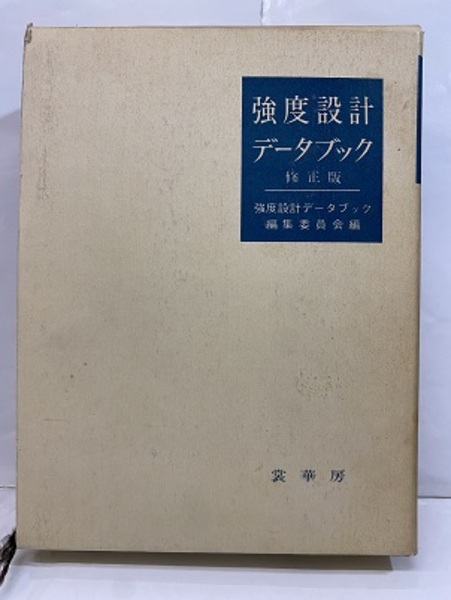 強度設計
データブック
修正版
強度設計データブック
編集委員会編
裳華房